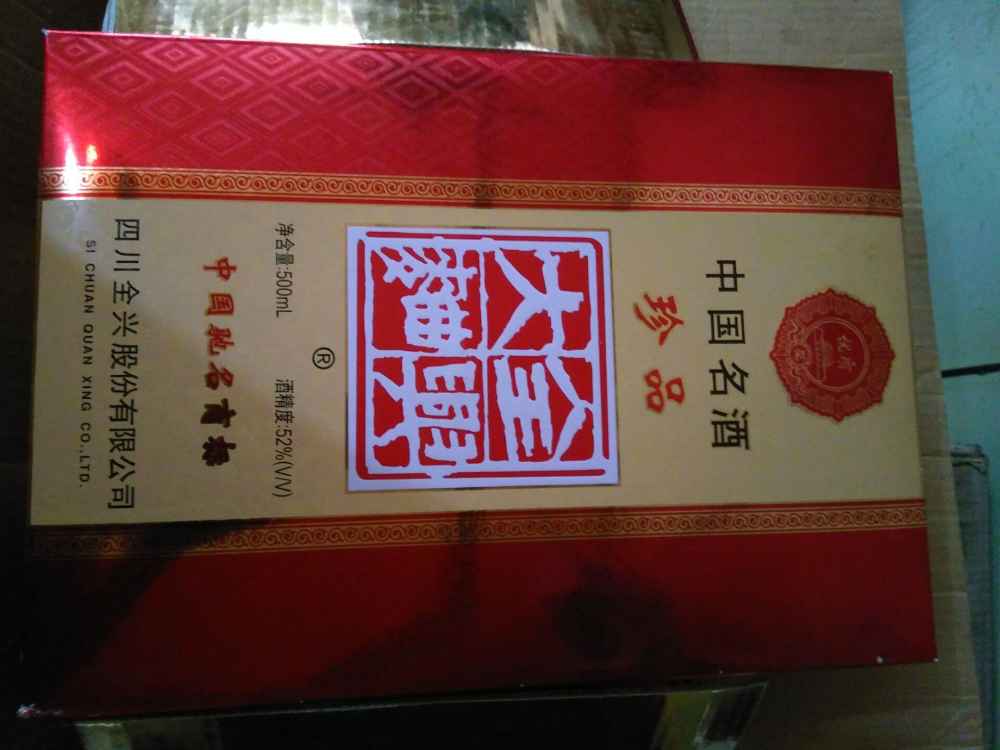 中国名酒
珍品
全興
大麯
®
净含量:500mL 酒精度:52%(V/V)
中国驰名商标
四川全兴股份有限公司
SI CHUAN QUAN XING CO.,LTD.